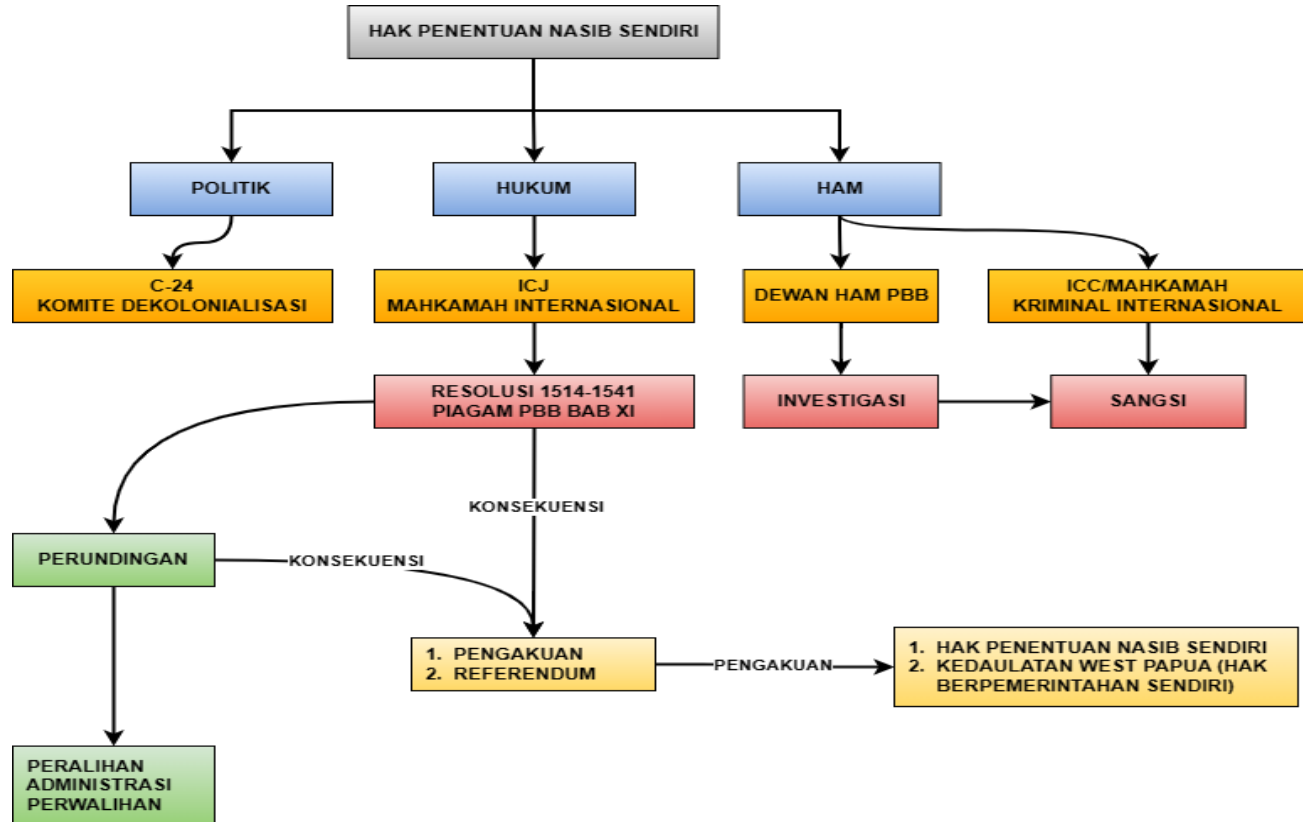 HAK PENENTUAN NASIB SENDIRI
POLITIK
HUKUM
HAM
C-24
KOMITE DEKOLONIALISASI
ICJ
MAHKAMAH INTERNASIONAL
DEWAN HAM PBB
ICC/MAHKAMAH
KRIMINAL INTERNASIONAL
RESOLUSI 1514-1541
PIAGAM PBB BAB XI
INVESTIGASI
SANGSI
KONSEKUENSI
PERUNDINGAN
KONSEKUENSI
1. PENGAKUAN
2. REFERENDUM
PENGAKUAN
1. HAK PENENTUAN NASIB SENDIRI
2. KEDAULATAN WEST PAPUA (HAK
BERPEMERINTAHAN SENDIRI)
PERALIHAN
ADMINISTRASI
PERWALIHAN